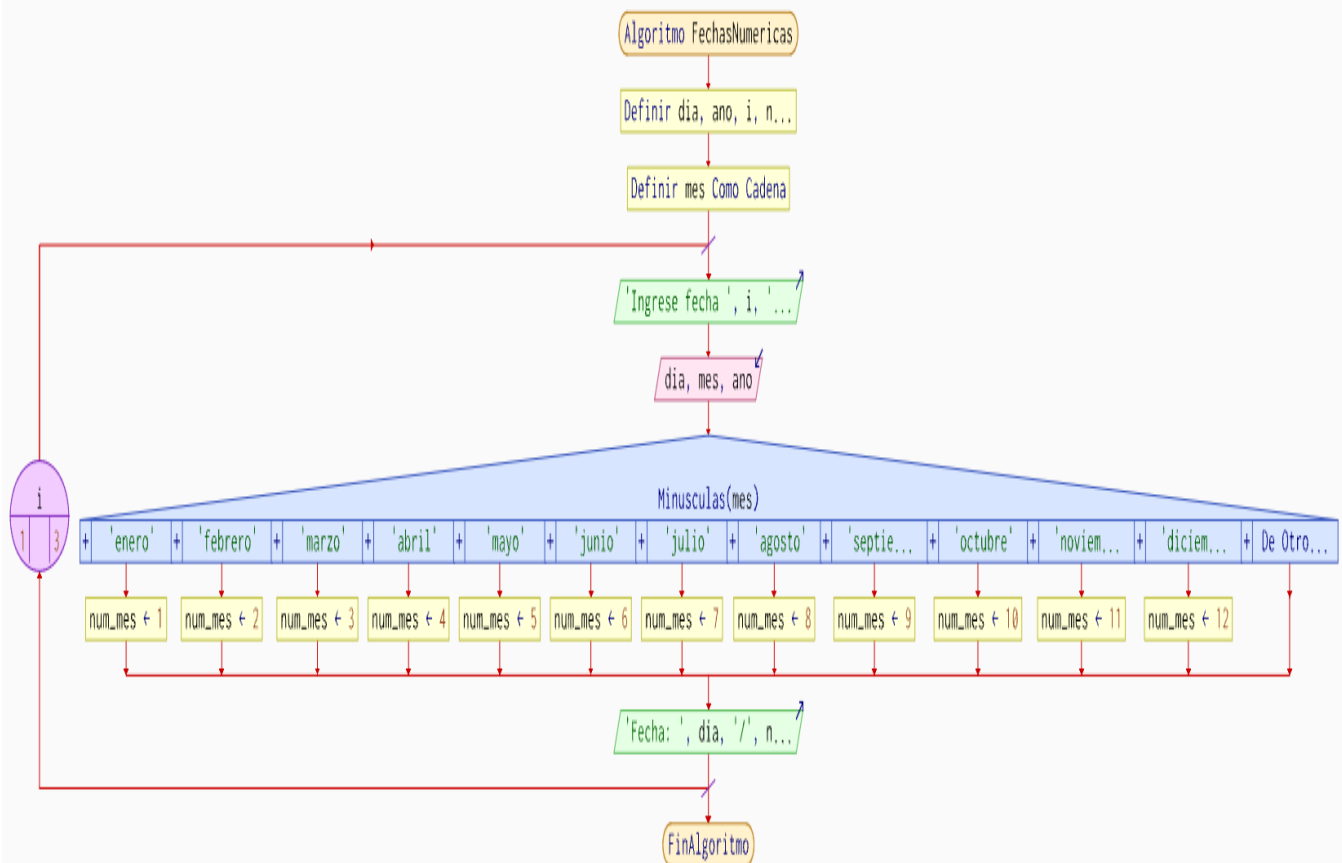 Algoritmo FechasNumericas
Definir dia, ano, i, n...
Definir mes Como Cadena
'Ingrese fecha ', i, '...
dia, mes, ano
i
1 3
Minusculas(mes)
+ 'enero' + 'febrero' + 'marzo' + 'abril' + 'mayo' + 'junio' + 'julio' + 'agosto' + 'septie... + 'octubre' + 'noviem... + 'diciem... + De Otro...
num_mes ← 1 num_mes ← 2 num_mes ← 3 num_mes ← 4 num_mes ← 5 num_mes ← 6 num_mes ← 7 num_mes ← 8 num_mes ← 9 num_mes ← 10 num_mes ← 11 num_mes ← 12
'Fecha: ', dia, '/', n...
FinAlgoritmo